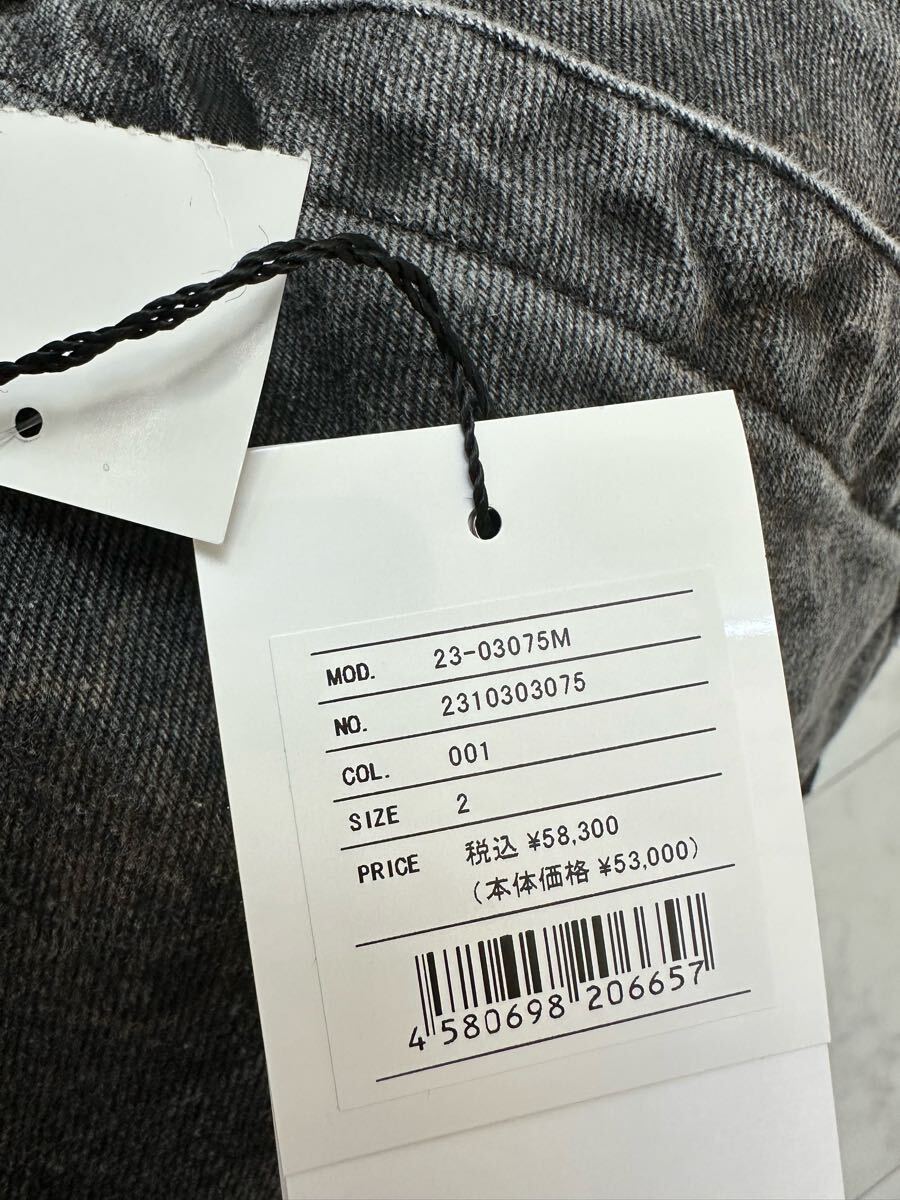 MOD. 23-03075M
NO. 2310303075
COL. 001
SIZE 2
PRICE 税込 ¥58,300
(本体価格 ¥53,000)
4 580698 206657